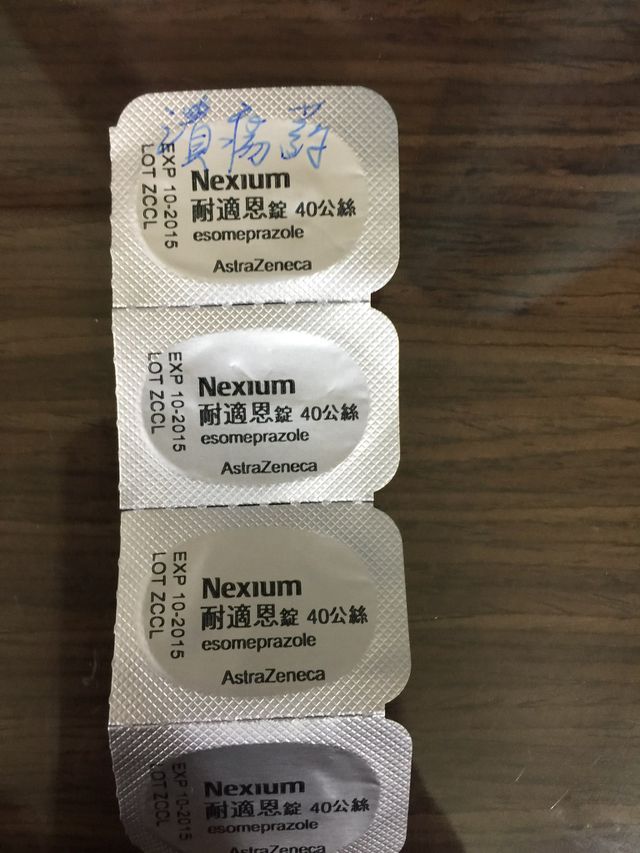 潰瘍葯
EXP 10-2015
LOT ZCCL
Nexium
耐適恩錠 40公絲
esomeprazole
AstraZeneca
EXP 10-2015
LOT ZCCL
Nexium
耐適恩錠 40公絲
esomeprazole
AstraZeneca
EXP 10-2015
LOT ZCCL
Nexium
耐適恩錠 40公絲
esomeprazole
AstraZeneca
EXP 10-2015
LOT ZCCL
Nexium
耐適恩錠 40公絲
esomeprazole
AstraZeneca